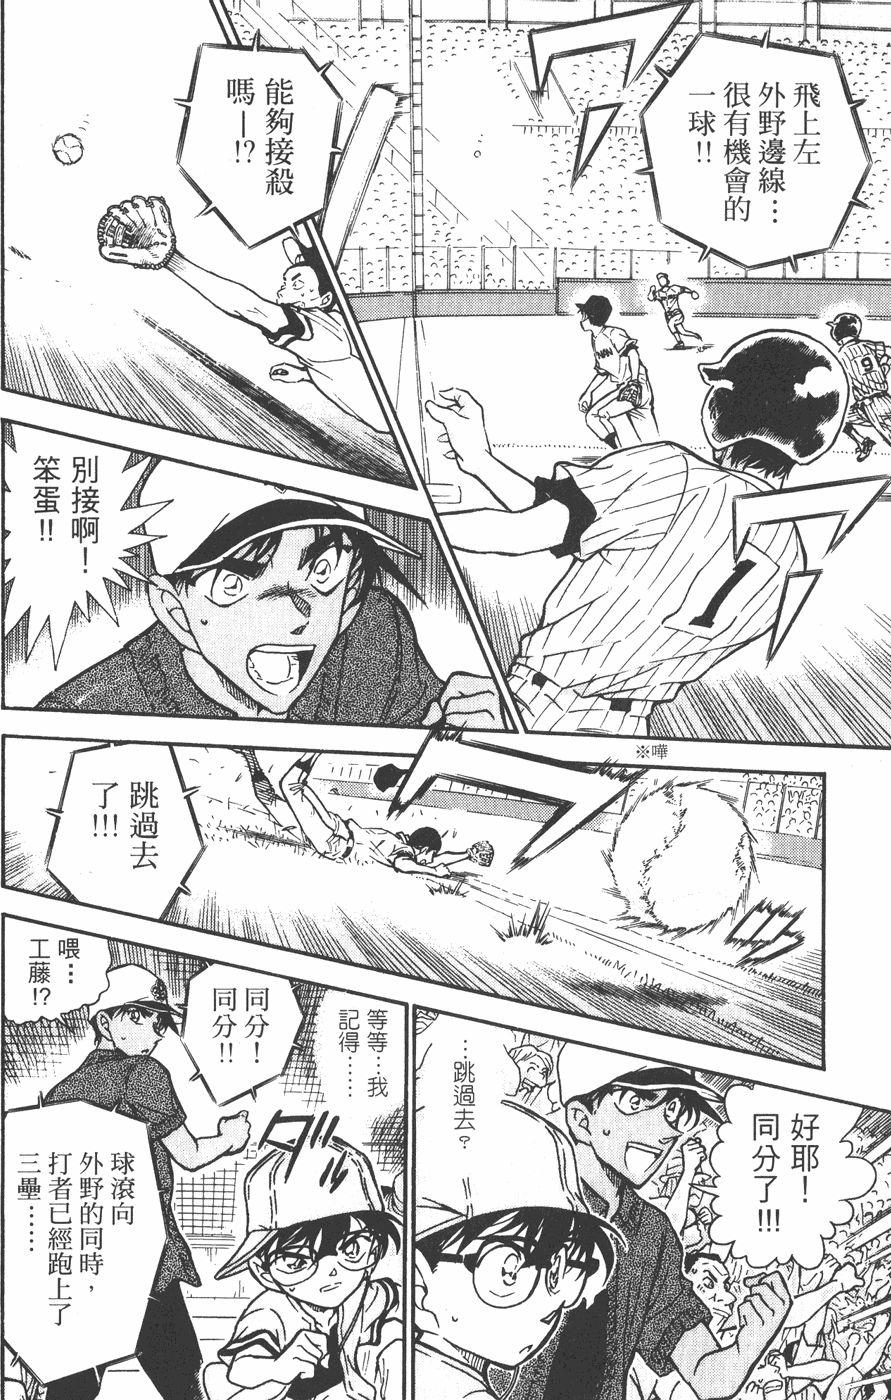 飛上左
外野邊線…
很有機會的
一球!!
能夠接殺
嗎ー!?
9
1
別接啊！
笨蛋!!
※嘩
跳過去
了!!!
好耶！
同分了!!!
…跳過去？
等等…我
記得……
同分！
同分!!
喂…
工藤!?
球滾向
外野的同時，
打者已經跑上了
三壘……